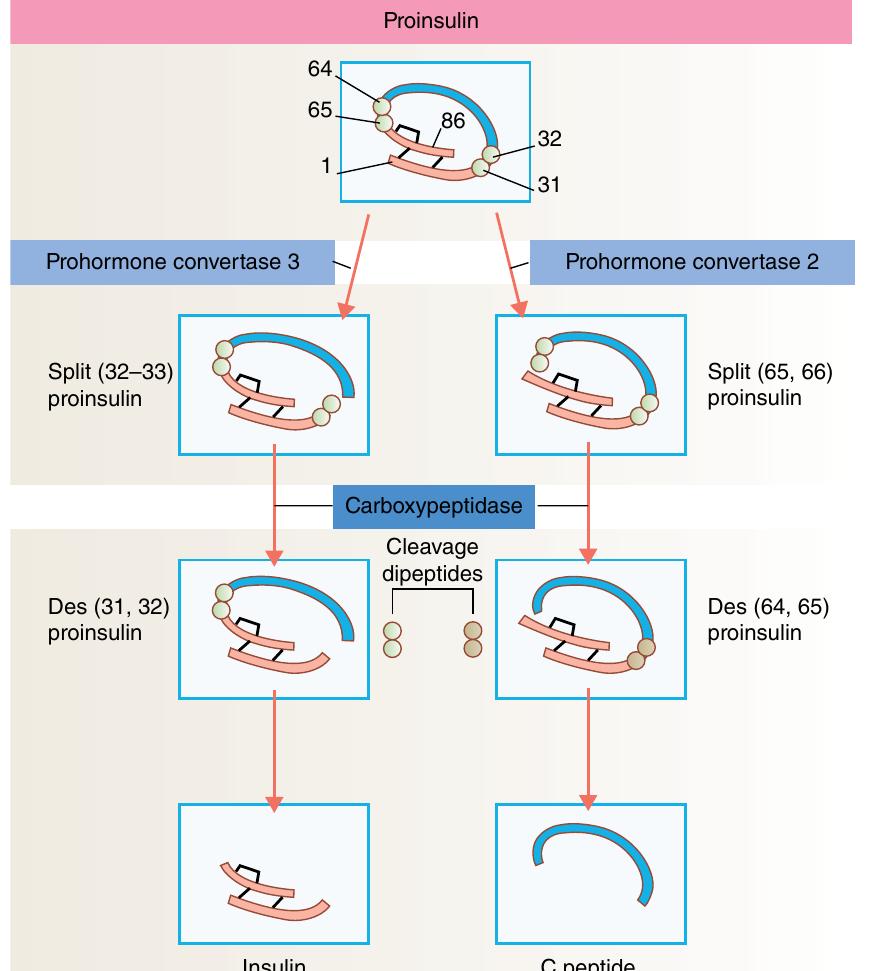 Proinsulin
64
65
86
1
32
31
Prohormone convertase 3
Prohormone convertase 2
Split (32–33)
proinsulin
Split (65, 66)
proinsulin
Carboxypeptidase
Cleavage
dipeptides
Des (31, 32)
proinsulin
Des (64, 65)
proinsulin
Insulin
C peptide